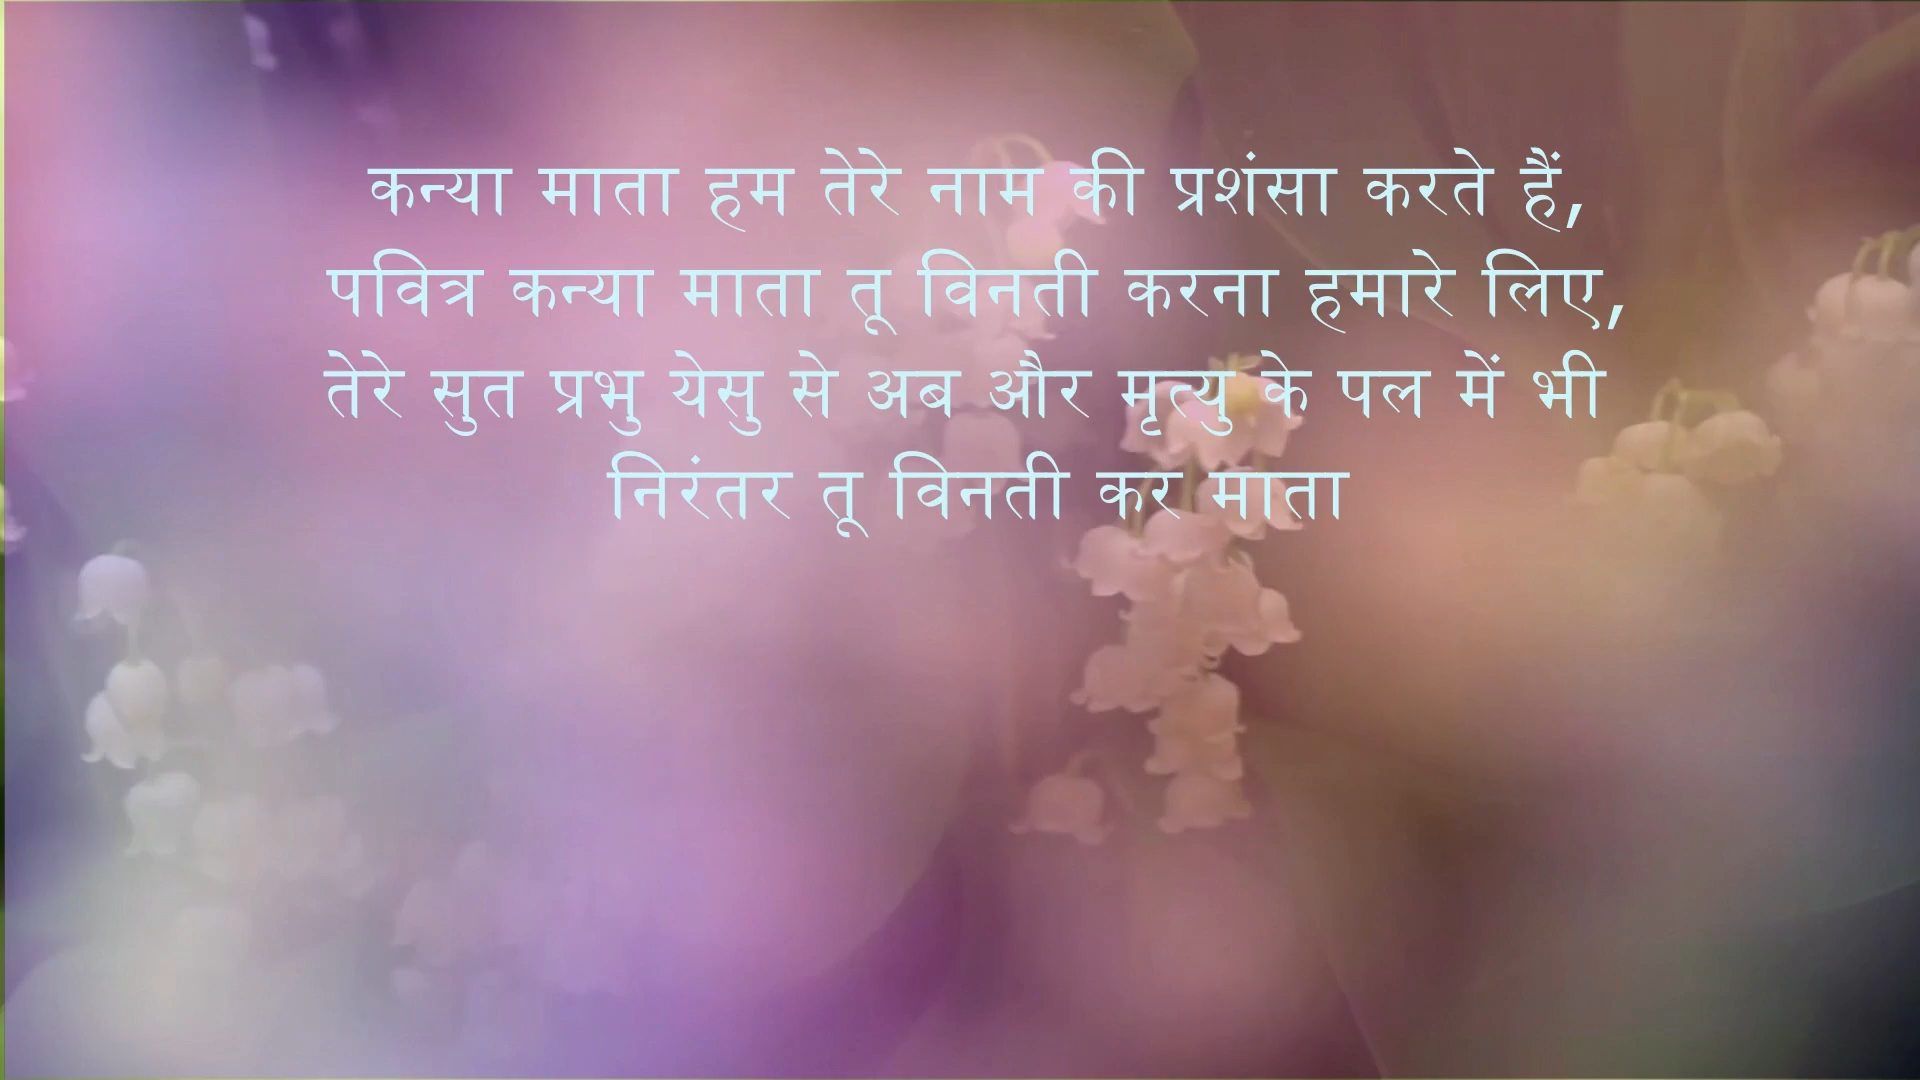 कन्या माता हम तेरे नाम की प्रशंसा करते हैं,
पवित्र कन्या माता तू विनती करना हमारे लिए,
तेरे सुत प्रभु येसु से अब और मृत्यु के पल में भी
निरंतर तू विनती कर माता